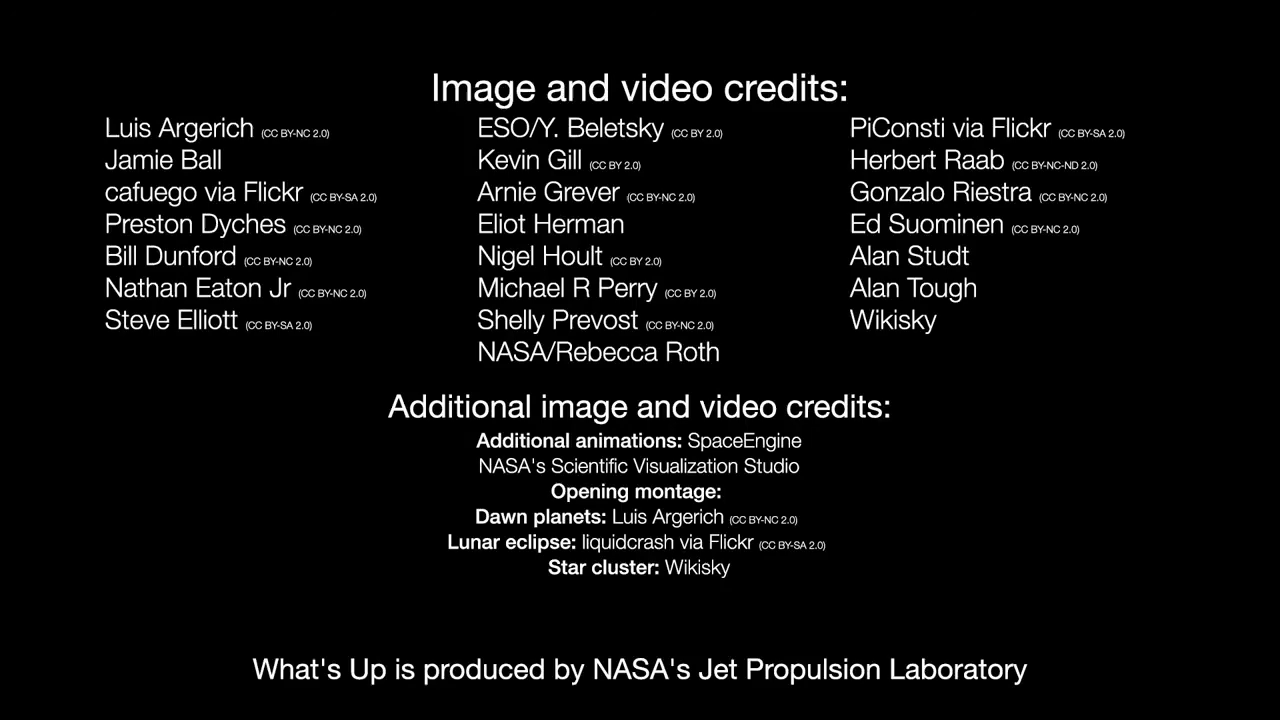 Image and video credits:
Luis Argerich (CC BY-NC 2.0)
Jamie Ball
cafuego via Flickr (CC BY-SA 2.0)
Preston Dyches (CC BY-NC 2.0)
Bill Dunford (CC BY-NC 2.0)
Nathan Eaton Jr (CC BY-NC 2.0)
Steve Elliott (CC BY-SA 2.0)
ESO/Y. Beletsky (CC BY 2.0)
Kevin Gill (CC BY 2.0)
Arnie Grever (CC BY-NC 2.0)
Eliot Herman
Nigel Hoult (CC BY 2.0)
Michael R Perry (CC BY 2.0)
Shelly Prevost (CC BY-NC 2.0)
NASA/Rebecca Roth
PiConsti via Flickr (CC BY-SA 2.0)
Herbert Raab (CC BY-NC-ND 2.0)
Gonzalo Riestra (CC BY-NC 2.0)
Ed Suominen (CC BY-NC 2.0)
Alan Studt
Alan Tough
Wikisky
Additional image and video credits:
Additional animations: SpaceEngine
NASA's Scientific Visualization Studio
Opening montage:
Dawn planets: Luis Argerich (CC BY-NC 2.0)
Lunar eclipse: liquidcrash via Flickr (CC BY-SA 2.0)
Star cluster: Wikisky
What's Up is produced by NASA's Jet Propulsion Laboratory